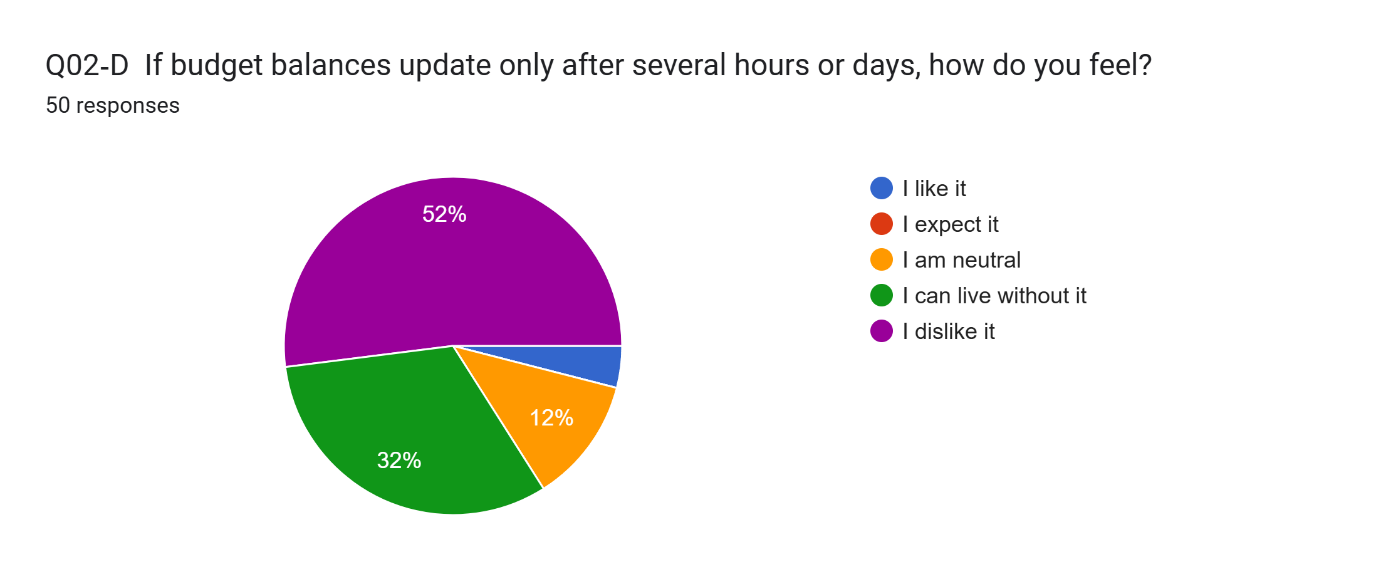 Q02-D  If budget balances update only after several hours or days, how do you feel?
50 responses
52%
12%
32%
I like it
I expect it
I am neutral
I can live without it
I dislike it